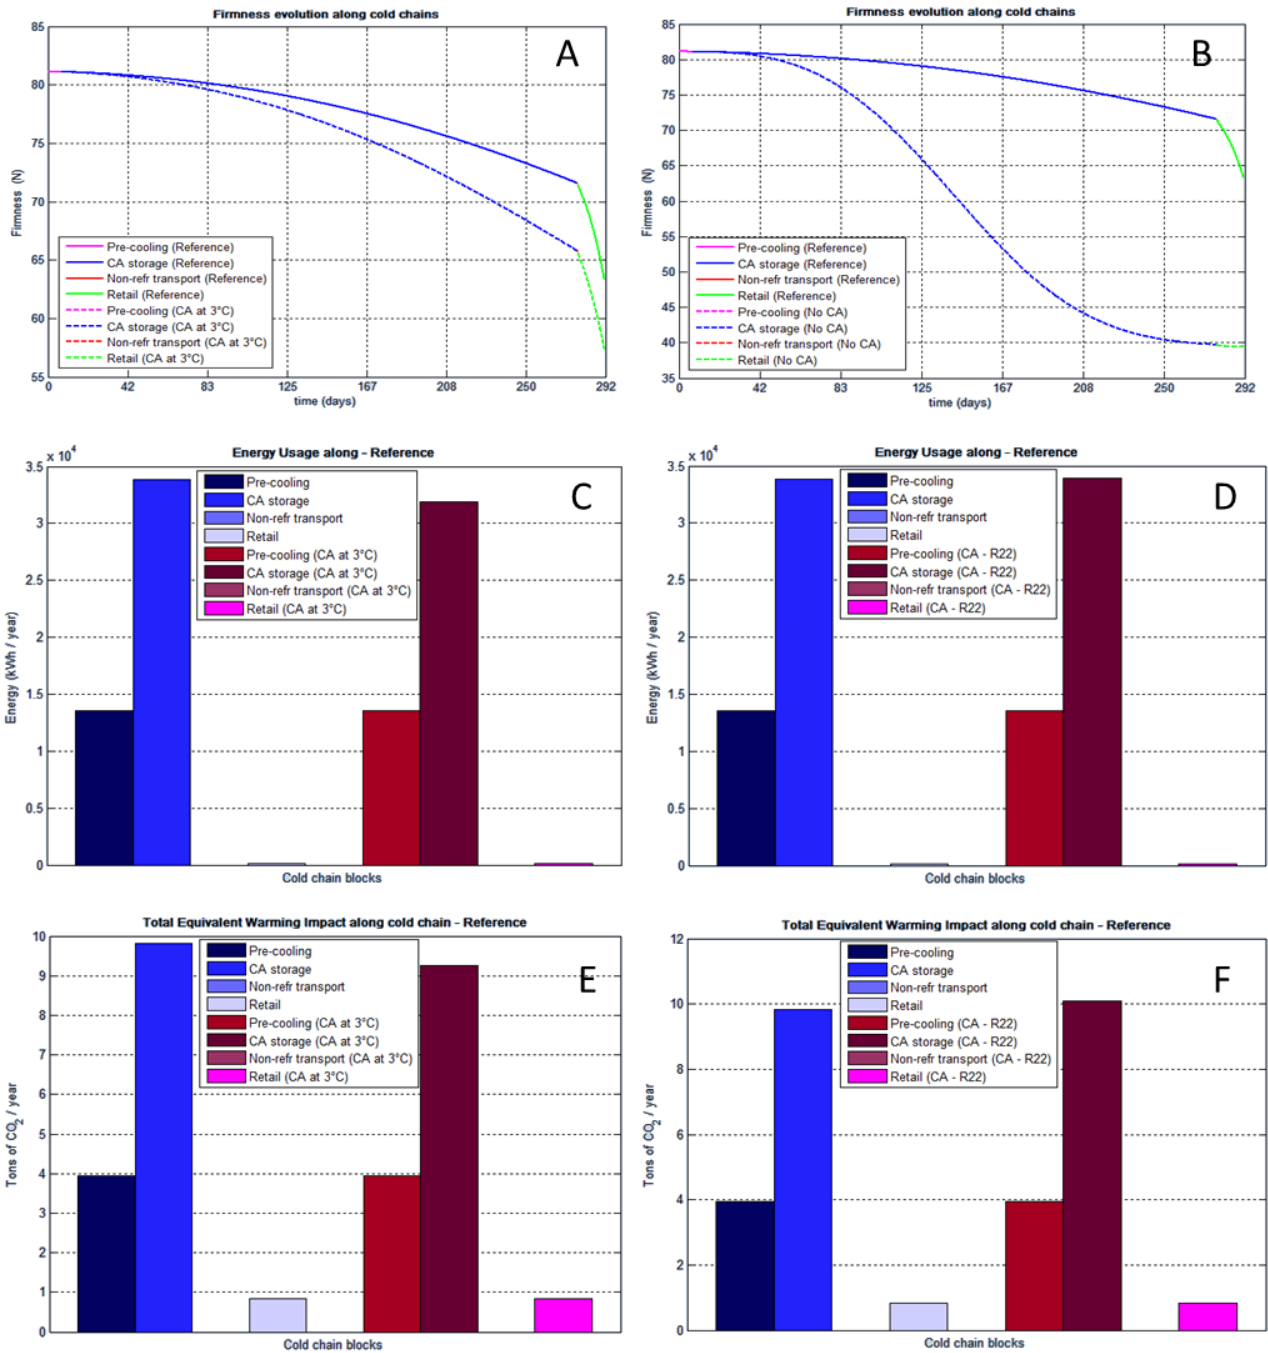 Firmness evolution along cold chains
A
85
80
75
70
65
60
55
Firmness (N)
Pre-cooling (Reference)
CA storage (Reference)
Non-refr transport (Reference)
Retail (Reference)
Pre-cooling (CA at 3°C)
CA storage (CA at 3°C)
Non-refr transport (CA at 3°C)
Retail (CA at 3°C)
0 42 83 125 167 208 250 292
time (days)
Firmness evolution along cold chains
B
85
80
75
70
65
60
55
50
45
40
35
Firmness (N)
Pre-cooling (Reference)
CA storage (Reference)
Non-refr transport (Reference)
Retail (Reference)
Pre-cooling (No CA)
CA storage (No CA)
Non-refr transport (No CA)
Retail (No CA)
0 42 83 125 167 208 250 292
time (days)
Energy Usage along - Reference
x 10^4
C
3.5
3
2.5
2
1.5
1
0.5
0
Energy (kWh / year)
Pre-cooling
CA storage
Non-refr transport
Retail
Pre-cooling (CA at 3°C)
CA storage (CA at 3°C)
Non-refr transport (CA at 3°C)
Retail (CA at 3°C)
Cold chain blocks
Energy Usage along - Reference
x 10^4
D
3.5
3
2.5
2
1.5
1
0.5
0
Energy (kWh / year)
Pre-cooling
CA storage
Non-refr transport
Retail
Pre-cooling (CA - R22)
CA storage (CA - R22)
Non-refr transport (CA - R22)
Retail (CA - R22)
Cold chain blocks
Total Equivalent Warming Impact along cold chain - Reference
E
10
9
8
7
6
5
4
3
2
1
0
Tons of CO2 / year
Pre-cooling
CA storage
Non-refr transport
Retail
Pre-cooling (CA at 3°C)
CA storage (CA at 3°C)
Non-refr transport (CA at 3°C)
Retail (CA at 3°C)
Cold chain blocks
Total Equivalent Warming Impact along cold chain - Reference
F
12
10
8
6
4
2
0
Tons of CO2 / year
Pre-cooling
CA storage
Non-refr transport
Retail
Pre-cooling (CA - R22)
CA storage (CA - R22)
Non-refr transport (CA - R22)
Retail (CA - R22)
Cold chain blocks